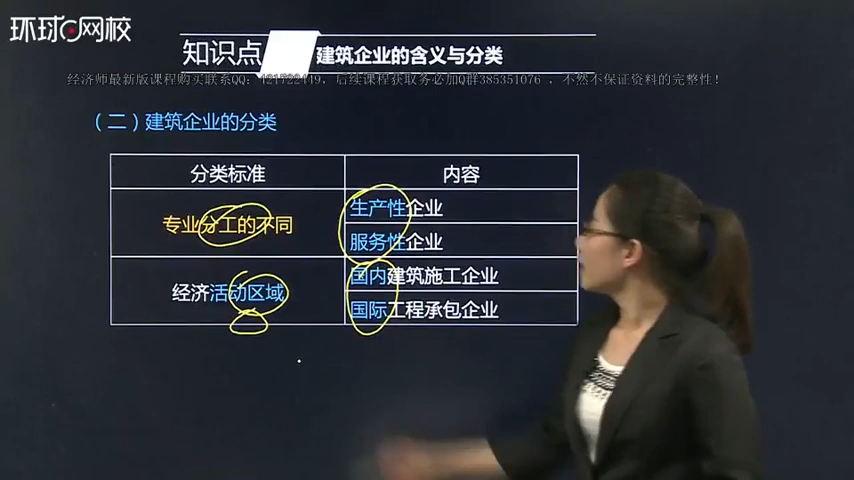 环球网校
知识点
建筑企业的含义与分类
经济师最新版课程购买联系QQ：421722449，后续课程获取务必加Q群385351076 ，不然不保证资料的完整性！
（二）建筑企业的分类
分类标准
内容
专业分工的不同
生产性企业
服务性企业
经济活动区域
国内建筑施工企业
国际工程承包企业